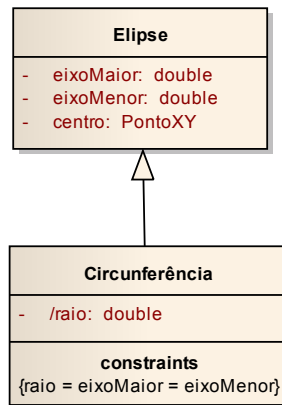 Elipse
- eixoMaior: double
- eixoMenor: double
- centro: PontoXY
Circunferência
- /raio: double
constraints
{raio = eixoMaior = eixoMenor}